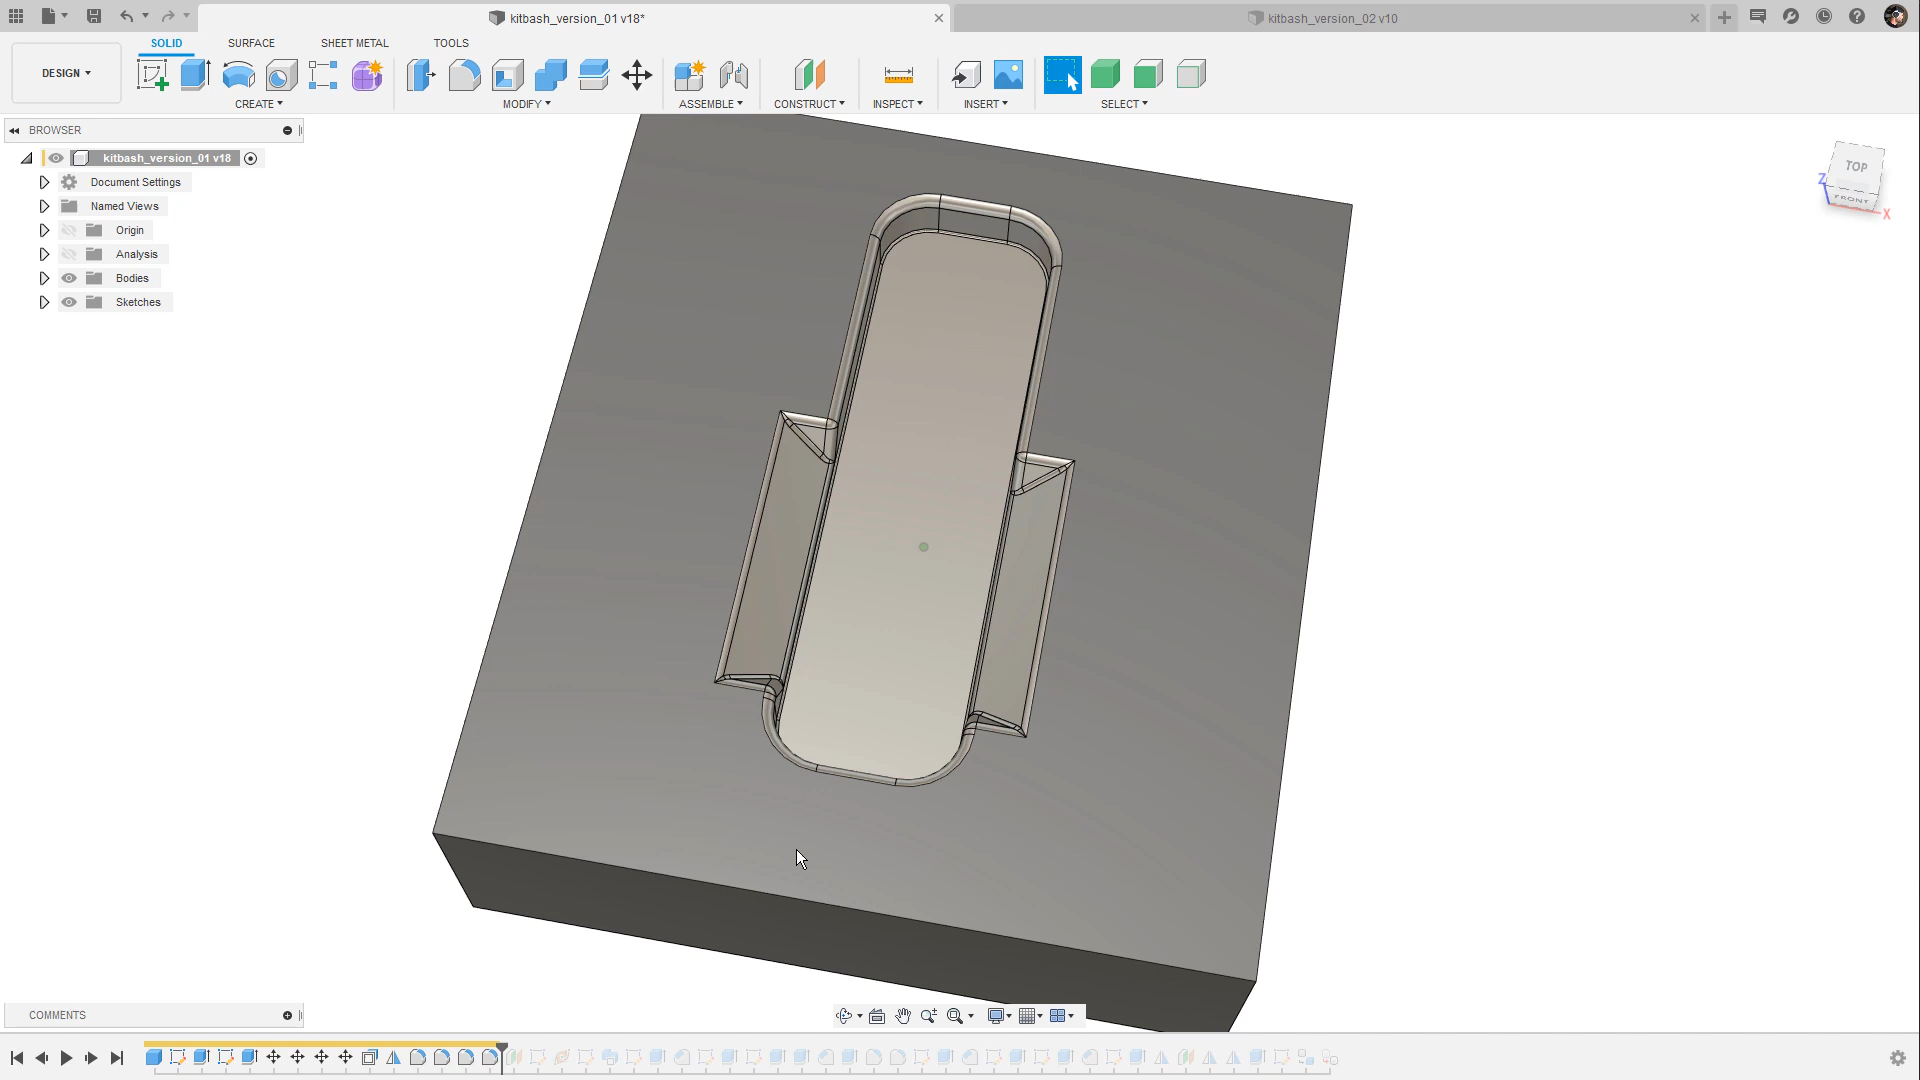 kitbash_version_01 v18*
kitbash_version_02 v10
DESIGN
SOLID
SURFACE
SHEET METAL
TOOLS
CREATE
MODIFY
ASSEMBLE
CONSTRUCT
INSPECT
INSERT
SELECT
BROWSER
kitbash_version_01 v18
Document Settings
Named Views
Origin
Analysis
Bodies
Sketches
TOP
FRONT
Z
X
COMMENTS